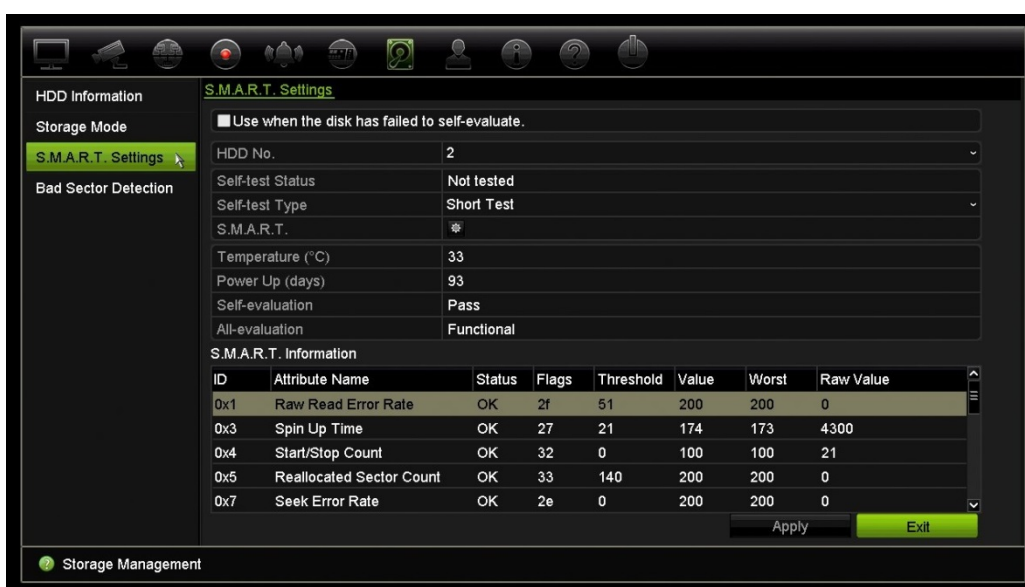 S.M.A.R.T. Settings
HDD Information
Storage Mode
S.M.A.R.T. Settings
Bad Sector Detection
Use when the disk has failed to self-evaluate.
HDD No. 2
Self-test Status Not tested
Self-test Type Short Test
S.M.A.R.T.
Temperature (°C) 33
Power Up (days) 93
Self-evaluation Pass
All-evaluation Functional
S.M.A.R.T. Information
ID Attribute Name Status Flags Threshold Value Worst Raw Value
0x1 Raw Read Error Rate OK 2f 51 200 200 0
0x3 Spin Up Time OK 27 21 174 173 4300
0x4 Start/Stop Count OK 32 0 100 100 21
0x5 Reallocated Sector Count OK 33 140 200 200 0
0x7 Seek Error Rate OK 2e 0 200 200 0
Apply Exit
Storage Management